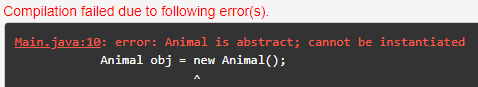 Compilation failed due to following error(s).
Main.java:10: error: Animal is abstract; cannot be instantiated
Animal obj = new Animal();
^